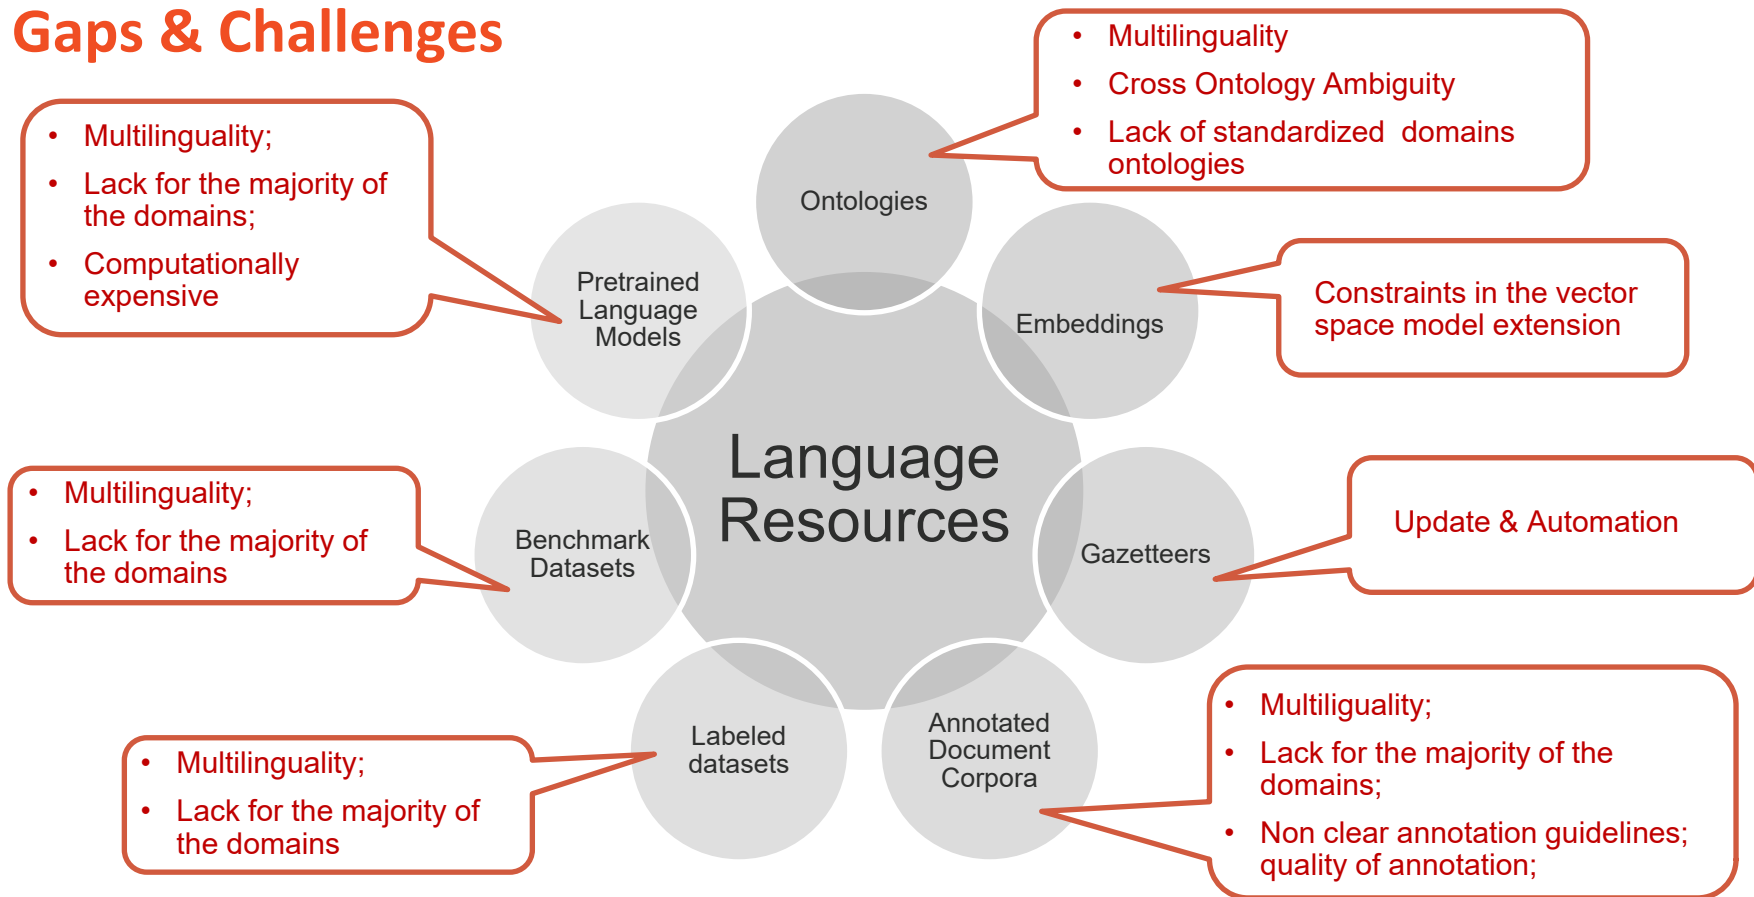 Gaps & Challenges
• Multilinguality
• Cross Ontology Ambiguity
• Lack of standardized domains
ontologies
• Multilinguality;
• Lack for the majority of
the domains;
• Computationally
expensive
Ontologies
Pretrained
Language
Models
Embeddings
Constraints in the vector
space model extension
Language
Resources
• Multilinguality;
• Lack for the majority of
the domains
Benchmark
Datasets
Gazetteers
Update & Automation
Labeled
datasets
Annotated
Document
Corpora
• Multilinguality;
• Lack for the majority of
the domains
• Multiliguality;
• Lack for the majority of the
domains;
• Non clear annotation guidelines;
quality of annotation;